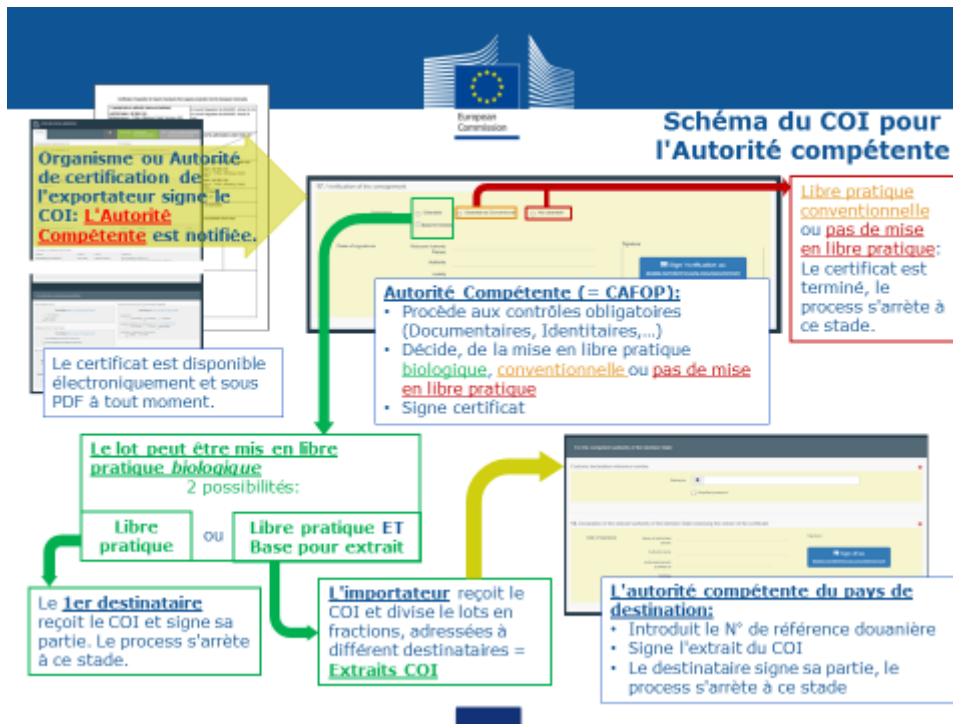 European
Commission
Schéma du COI pour
l'Autorité compétente
Organisme ou Autorité
de certification de
l'exportateur signe le
COI: L'Autorité
Compétente est notifiée.
Le certificat est disponible
électroniquement et sous
PDF à tout moment.
Libre pratique
conventionnelle
ou pas de mise
en libre pratique:
Le certificat est
terminé, le
process s'arrète à
ce stade.
Autorité Compétente (= CAFOP):
• Procède aux contrôles obligatoires
(Documentaires, Identitaires,...)
• Décide, de la mise en libre pratique
biologique, conventionnelle ou pas de mise
en libre pratique
• Signe certificat
Le lot peut être mis en libre
pratique biologique
2 possibilités:
Libre
pratique
ou
Libre pratique ET
Base pour extrait
Le 1er destinataire
reçoit le COI et signe sa
partie. Le process s'arrète
à ce stade.
L'importateur reçoit le
COI et divise le lots en
fractions, adressées à
différent destinataires =
Extraits COI
L'autorité compétente du pays de
destination:
• Introduit le N° de référence douanière
• Signe l'extrait du COI
• Le destinataire signe sa partie, le
process s'arrète à ce stade